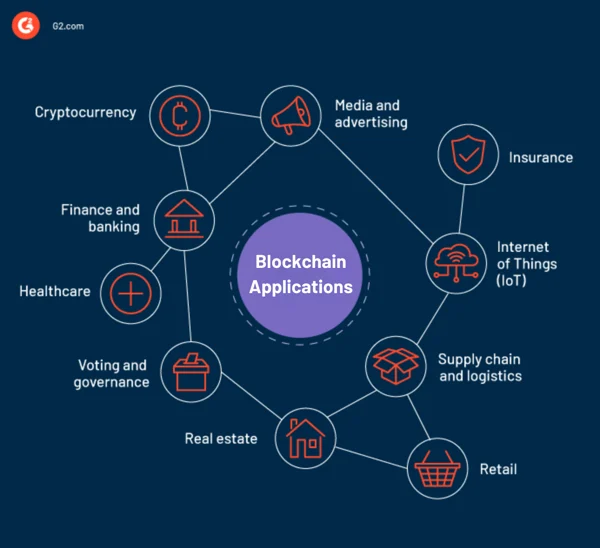 G2.com
Cryptocurrency
Media and
advertising
Insurance
Finance and
banking
Internet
of Things
(IoT)
Blockchain
Applications
Healthcare
Voting and
governance
Supply chain
and logistics
Real estate
Retail